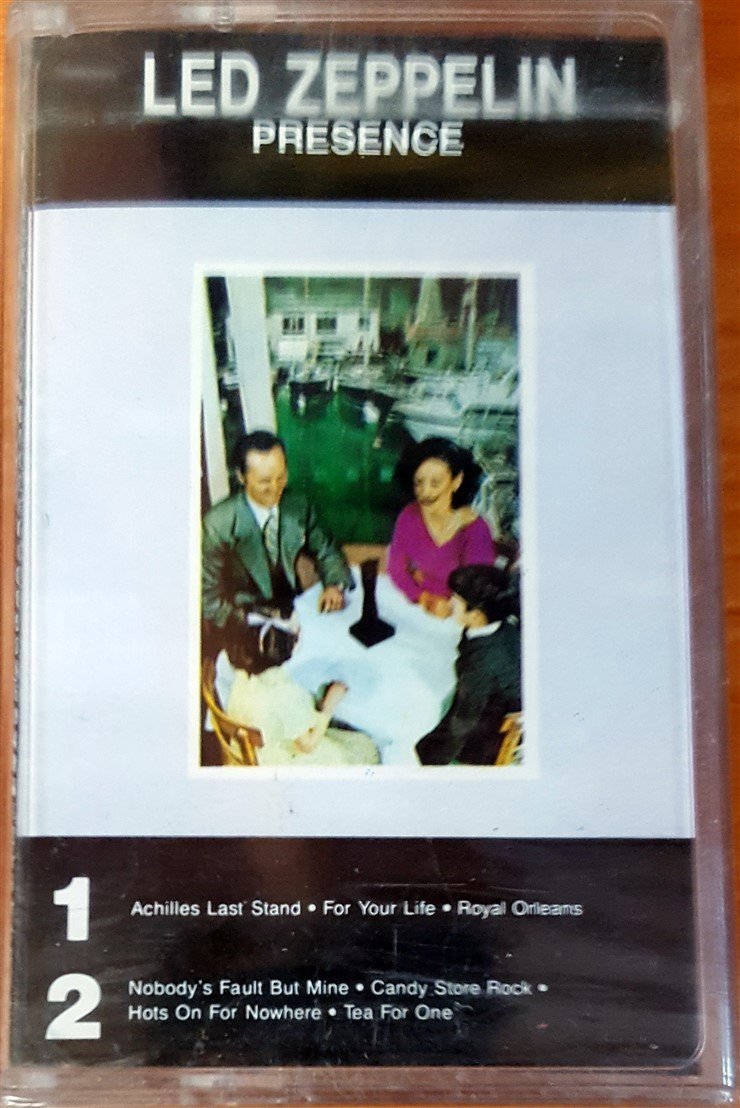 LED ZEPPELIN
PRESENCE
1
Achilles Last Stand • For Your Life • Royal Orleans
2
Nobody's Fault But Mine • Candy Store Rock •
Hots On For Nowhere • Tea For One